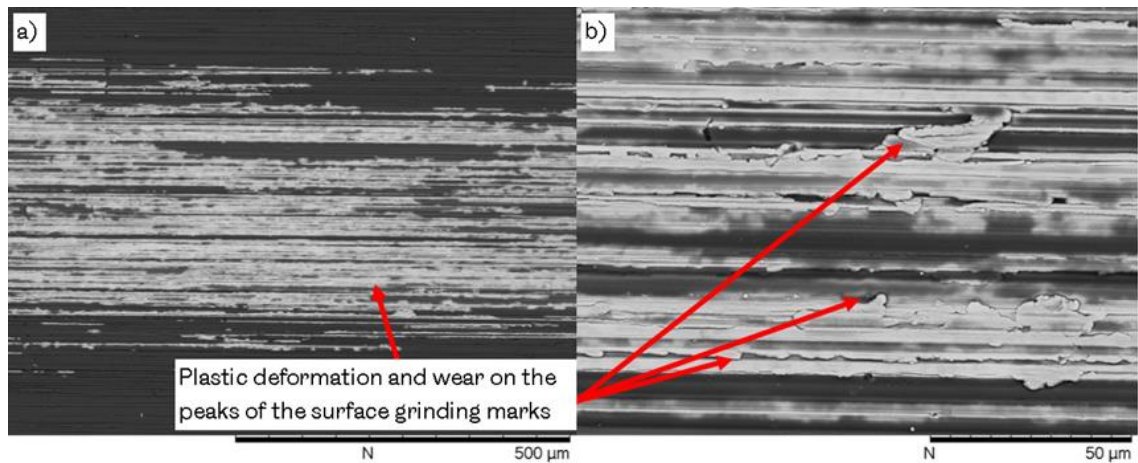 a)
b)
Plastic deformation and wear on the
peaks of the surface grinding marks
N
500 µm
N
50 µm